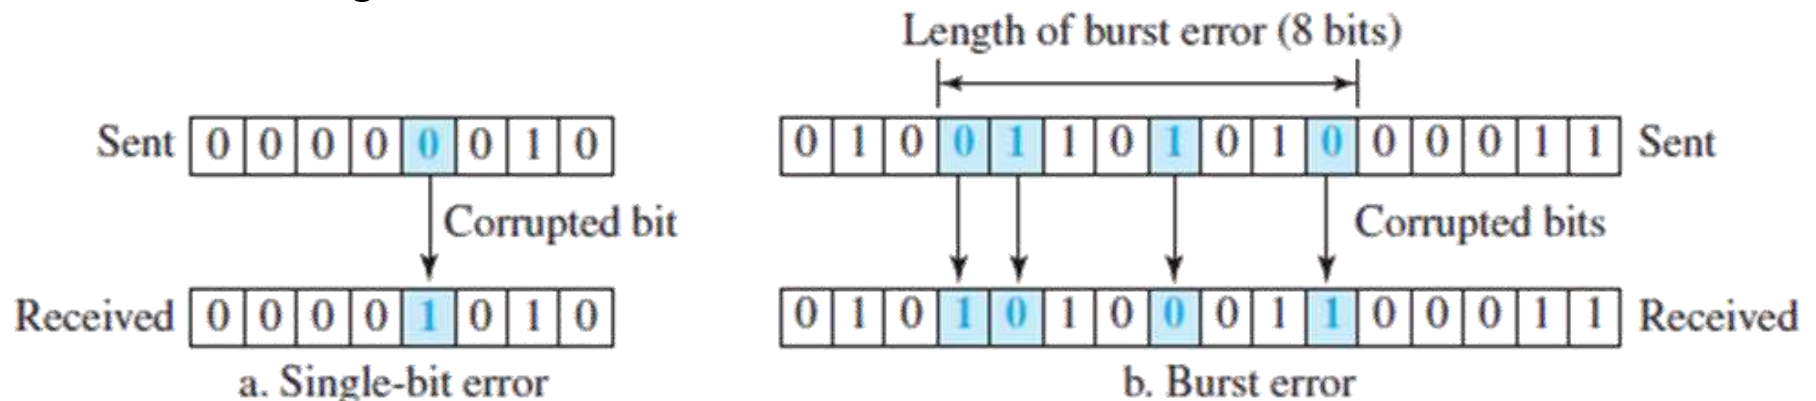 Length of burst error (8 bits)
Sent 0 0 0 0 0 0 1 0
0 1 0 0 1 1 0 1 0 1 0 0 0 0 1 1 Sent
Corrupted bit
Corrupted bits
Received 0 0 0 0 1 0 1 0
0 1 0 1 0 1 0 0 0 1 1 0 0 0 1 1 Received
a. Single-bit error
b. Burst error